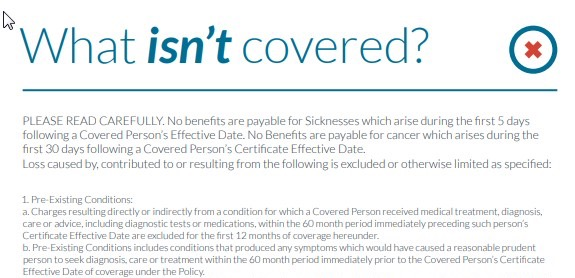 What isn't covered?
PLEASE READ CAREFULLY. No benefits are payable for Sicknesses which arise during the first 5 days
following a Covered Person's Effective Date. No Benefits are payable for cancer which arises during the
first 30 days following a Covered Person's Certificate Effective Date.
Loss caused by, contributed to or resulting from the following is excluded or otherwise limited as specified:
1. Pre-Existing Conditions:
a. Charges resulting directly or indirectly from a condition for which a Covered Person received medical treatment, diagnosis,
care or advice, including diagnostic tests or medications, within the 60 month period immediately preceding such person's
Certificate Effective Date are excluded for the first 12 months of coverage hereunder.
b. Pre-Existing Conditions includes conditions that produced any symptoms which would have caused a reasonable prudent
person to seek diagnosis, care or treatment within the 60 month period immediately prior to the Covered Person's Certificate
Effective Date of coverage under the Policy.